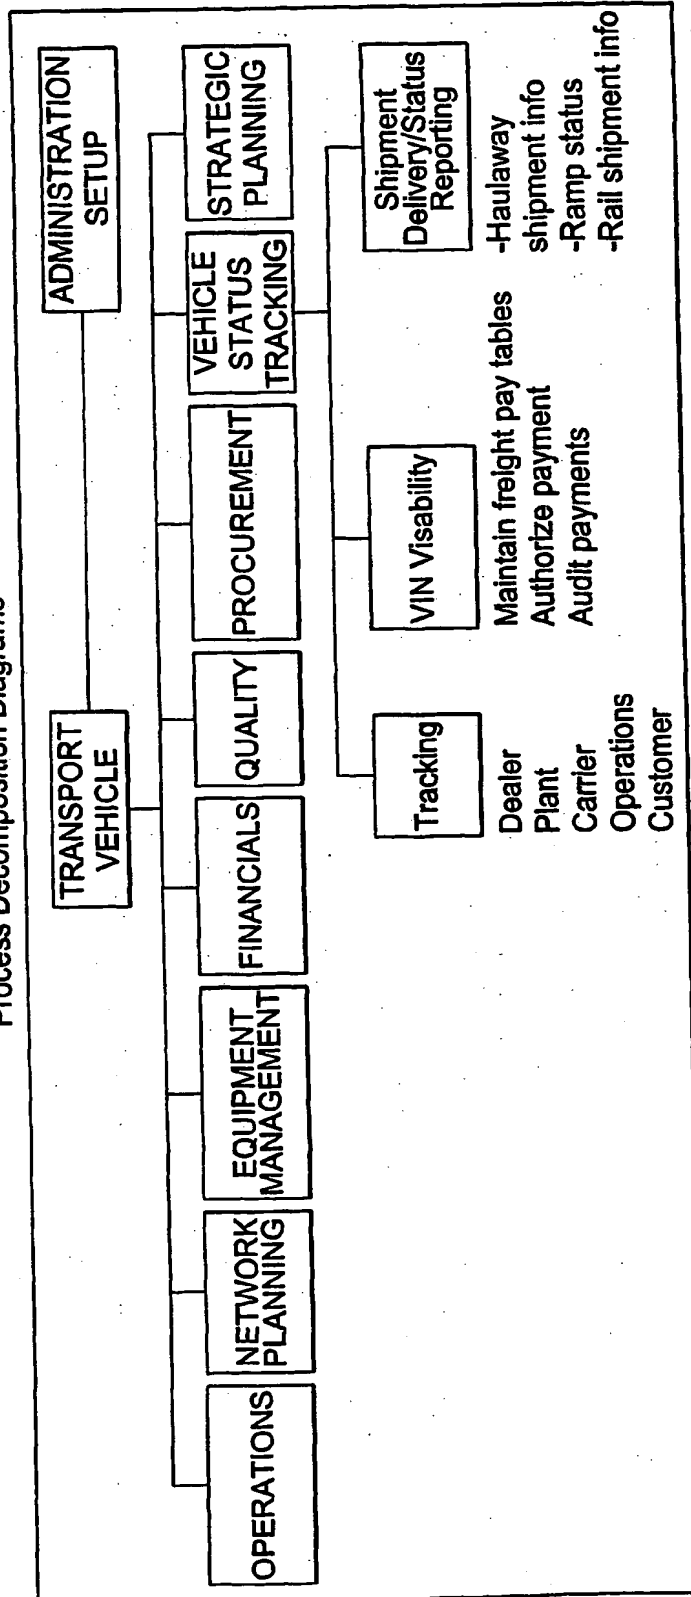 Process Decomposition Diagrams
TRANSPORT
VEHICLE
ADMINISTRATION
SETUP
OPERATIONS
NETWORK
PLANNING
EQUIPMENT
MANAGEMENT
FINANCIALS
QUALITY
PROCUREMENT
VEHICLE
STATUS
TRACKING
STRATEGIC
PLANNING
Tracking
Dealer
Plant
Carrier
Operations
Customer
VIN Visability
Maintain freight pay tables
Authorize payment
Audit payments
Shipment
Delivery/Status
Reporting
-Haulaway
shipment info
-Ramp status
-Rail shipment info